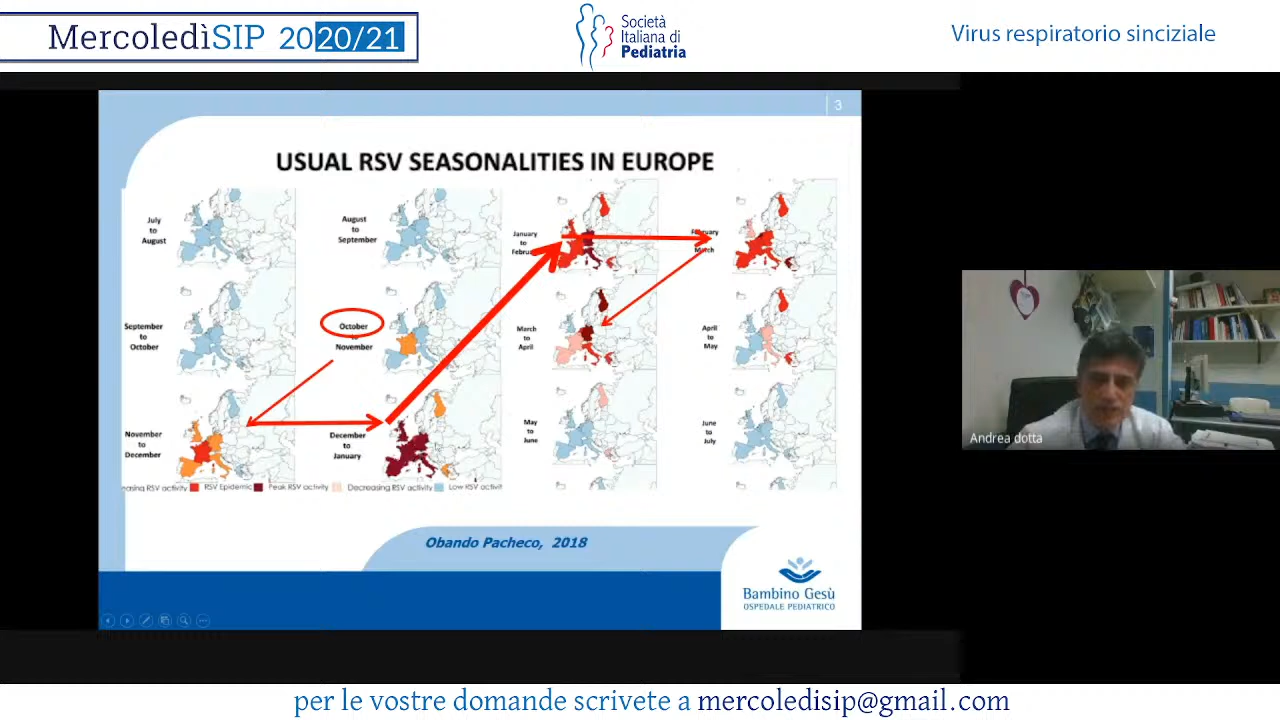 MercoledìSIP 2020/21
Società
Italiana di
Pediatria
Virus respiratorio sinciziale
3
USUAL RSV SEASONALITIES IN EUROPE
July
to
August
August
to
September
January
to
February
March
September
to
October
October
to
November
March
to
April
April
to
May
November
to
December
December
to
January
May
to
June
June
to
July
RSV activity RSV Epidemic Peak RSV activity Decreasing RSV activity Low RSV
Obando Pacheco, 2018
Bambino Gesù
OSPEDALE PEDIATRICO
Andrea dotta
per le vostre domande scrivete a mercoledisip@gmail.com